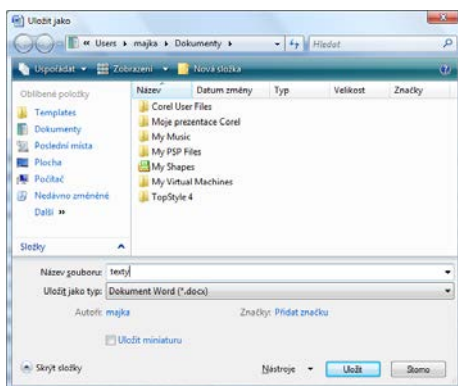 Uložit jako
« Users ▸ majka ▸ Dokumenty ▸
Hledat
Uspořádat
Zobrazení
Nová složka
Oblíbené položky
Templates
Dokumenty
Poslední místa
Plocha
Počítač
Nedávno změněné
Další »
Složky
Název Datum změny Typ Velikost Značky
Corel User Files
Moje prezentace Corel
My Music
My PSP Files
My Shapes
My Virtual Machines
TopStyle 4
Název souboru: texty
Uložit jako typ: Dokument Word (*.docx)
Autoři: majka Značky: Přidat značku
Uložit miniaturu
Skrýt složky Nástroje Uložit Storno